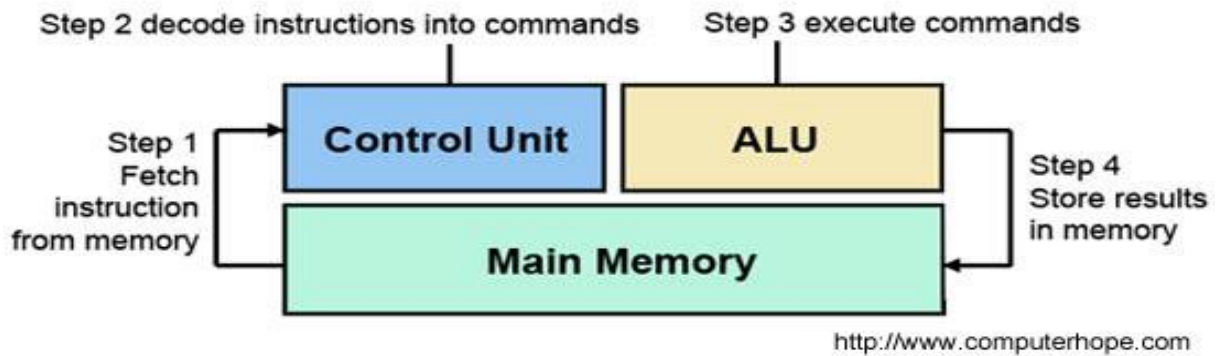 Step 2 decode instructions into commands
Step 3 execute commands
Control Unit
ALU
Step 1
Fetch
instruction
from memory
Step 4
Store results
in memory
Main Memory
http://www.computerhope.com